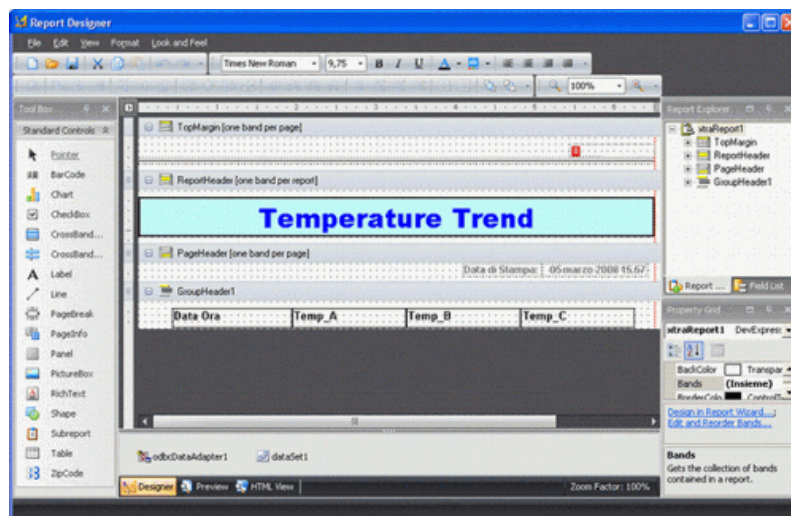 Report Designer
File Edit View Format Look and Feel
Times New Roman 9,75 B I U A
100%
Tool Box
Standard Controls
Pointer
BarCode
Chart
CheckBox
CrossBand...
CrossBand...
Label
Line
PageBreak
PageInfo
Panel
PictureBox
RichText
Shape
Subreport
Table
ZipCode
TopMargin [one band per page]
ReportHeader [one band per report]
Temperature Trend
PageHeader [one band per page]
Data di Stampa: 05 marzo 2008 15.67
GroupHeader1
Data Ora Temp_A Temp_B Temp_C
odbcDataAdapter1 dataSet1
Designer Preview HTML View Zoom Factor: 100%
Report Explorer
xtraReport1
TopMargin
ReportHeader
PageHeader
GroupHeader1
Report ... Field List
Property Grid
xtraReport1 DevExpress
BackColor Transpar
Bands (Insieme)
BorderColo ControlT
Design in Report Wizard...;
Edit and Reorder Bands...
Bands
Gets the collection of bands
contained in a report.